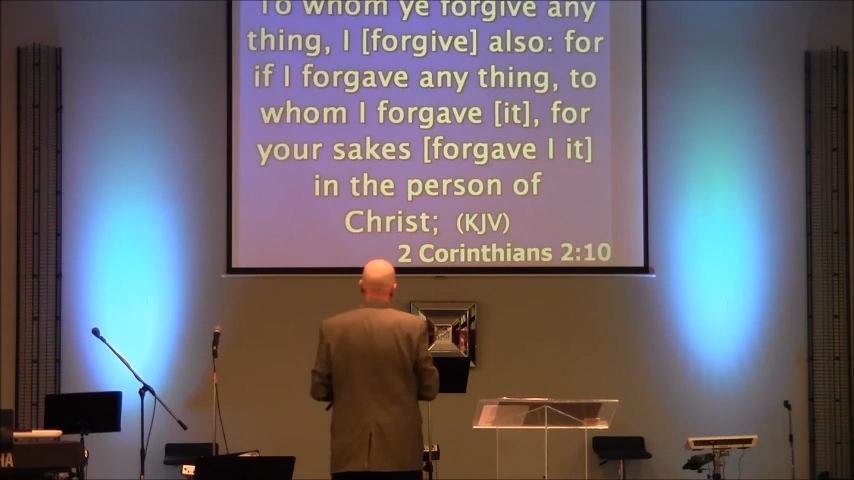 To whom ye forgive any
thing, I [forgive] also: for
if I forgave any thing, to
whom I forgave [it], for
your sakes [forgave I it]
in the person of
Christ; (KJV)
2 Corinthians 2:10
HA